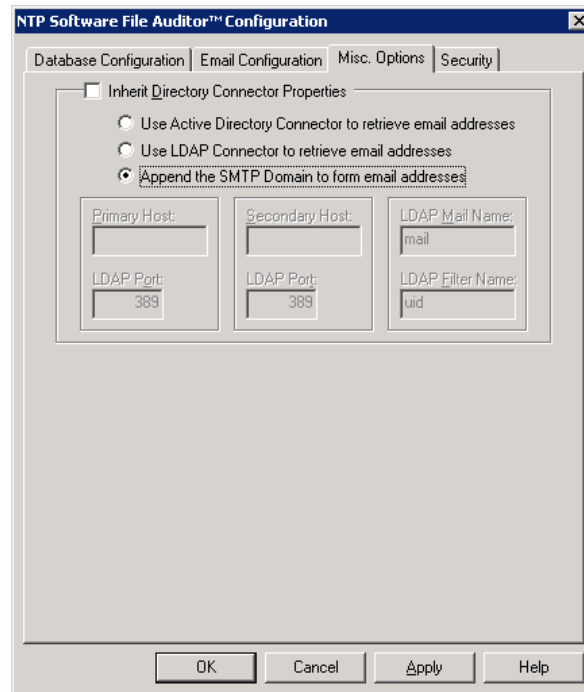 NTP Software File Auditor™ Configuration
Database Configuration Email Configuration Misc. Options Security
Inherit Directory Connector Properties
Use Active Directory Connector to retrieve email addresses
Use LDAP Connector to retrieve email addresses
Append the SMTP Domain to form email addresses
Primary Host: Secondary Host: LDAP Mail Name:
mail
LDAP Port: LDAP Port: LDAP Filter Name:
389 389 uid
OK Cancel Apply Help